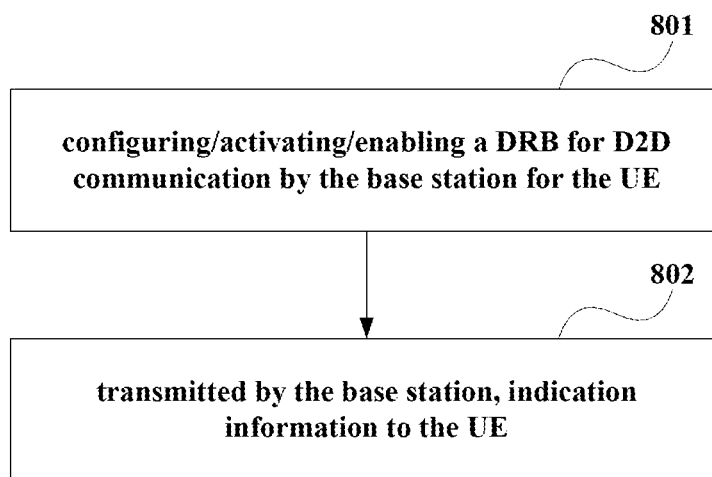 801
configuring/activating/enabling a DRB for D2D
communication by the base station for the UE
802
transmitted by the base station, indication
information to the UE